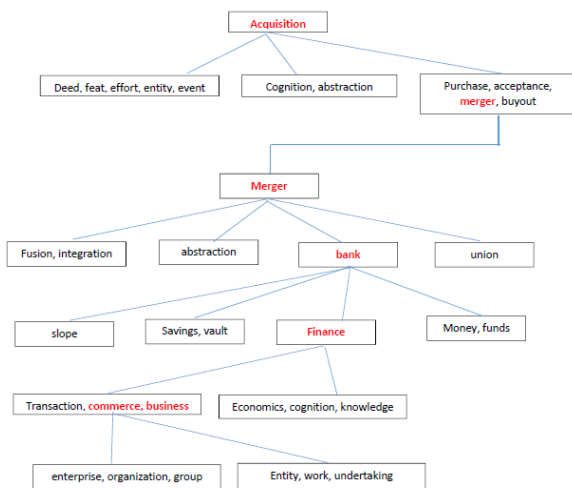 Acquisition
Deed, feat, effort, entity, event
Cognition, abstraction
Purchase, acceptance,
merger, buyout
Merger
Fusion, integration
abstraction
bank
union
slope
Savings, vault
Finance
Money, funds
Transaction, commerce, business
Economics, cognition, knowledge
enterprise, organization, group
Entity, work, undertaking